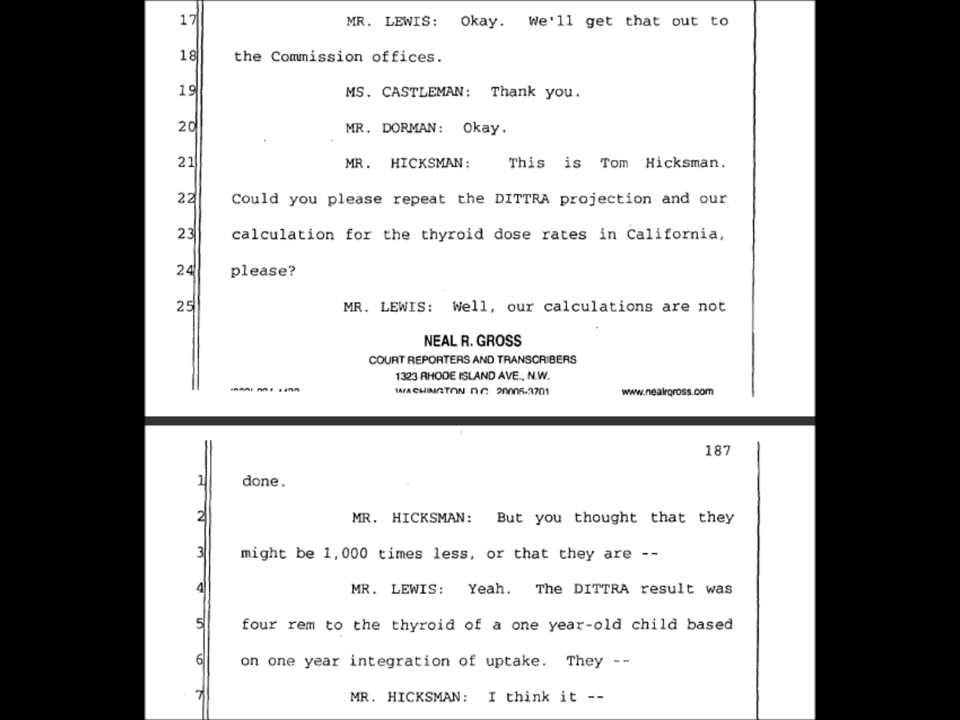 17 MR. LEWIS: Okay. We'll get that out to
18 the Commission offices.
19 MS. CASTLEMAN: Thank you.
20 MR. DORMAN: Okay.
21 MR. HICKSMAN: This is Tom Hicksman.
22 Could you please repeat the DITTRA projection and our
23 calculation for the thyroid dose rates in California,
24 please?
25 MR. LEWIS: Well, our calculations are not
NEAL R. GROSS
COURT REPORTERS AND TRANSCRIBERS
1323 RHODE ISLAND AVE., N.W.
WASHINGTON, D.C. 20005-3701 www.nealrgross.com
187
1 done.
2 MR. HICKSMAN: But you thought that they
3 might be 1,000 times less, or that they are --
4 MR. LEWIS: Yeah. The DITTRA result was
5 four rem to the thyroid of a one year-old child based
6 on one year integration of uptake. They --
7 MR. HICKSMAN: I think it --